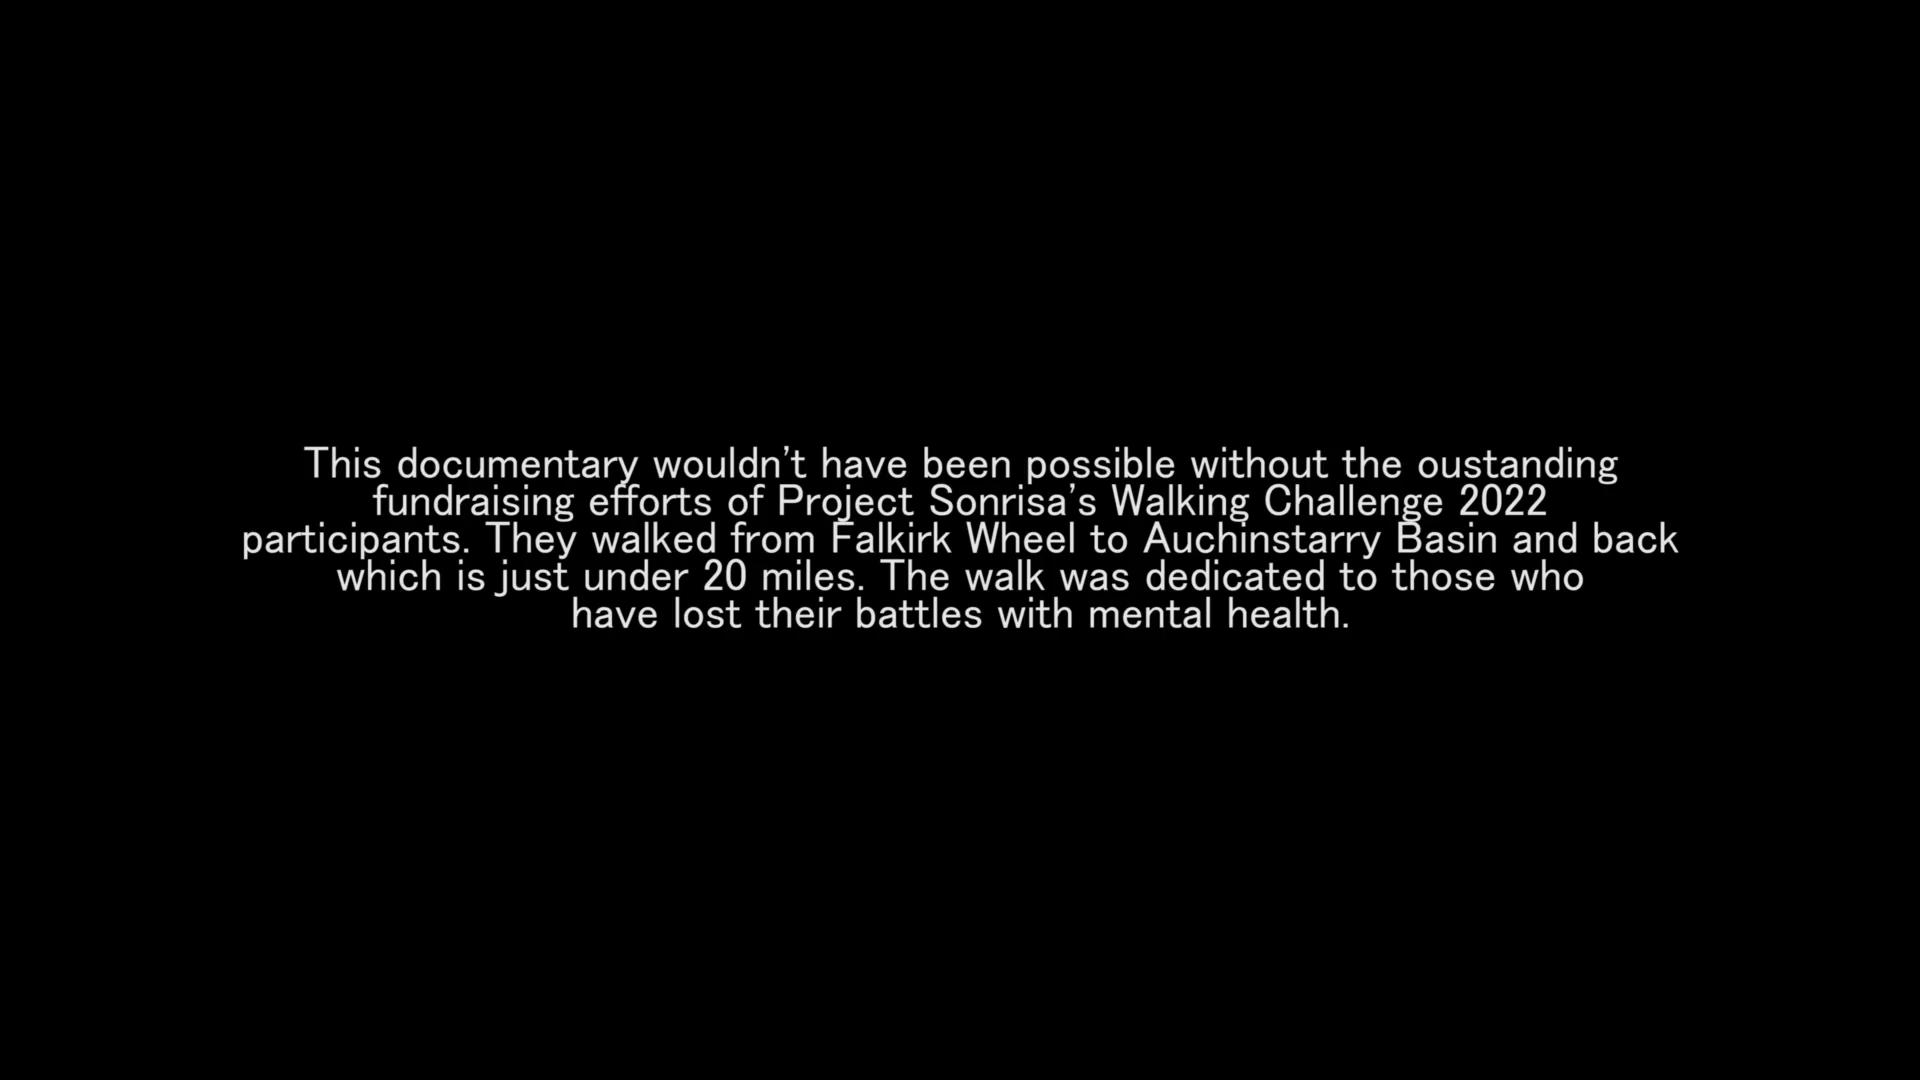 This documentary wouldn’t have been possible without the oustanding
fundraising efforts of Project Sonrisa’s Walking Challenge 2022
participants. They walked from Falkirk Wheel to Auchinstarry Basin and back
which is just under 20 miles. The walk was dedicated to those who
have lost their battles with mental health.